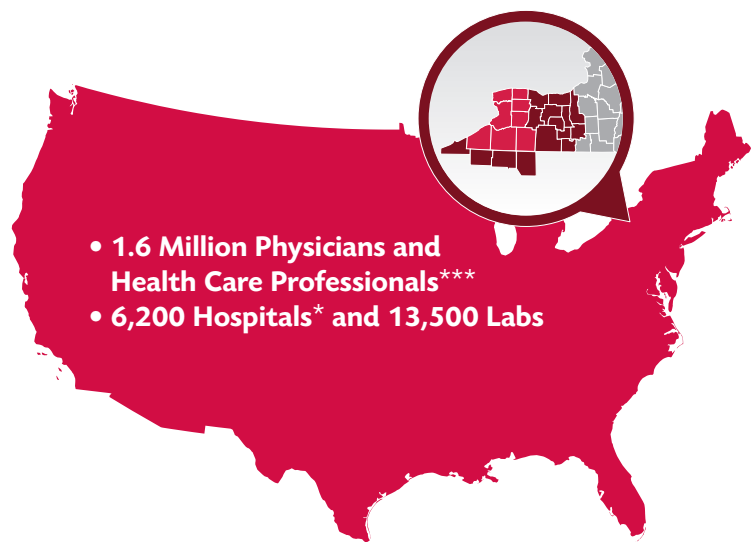 • 1.6 Million Physicians and
Health Care Professionals***
• 6,200 Hospitals* and 13,500 Labs